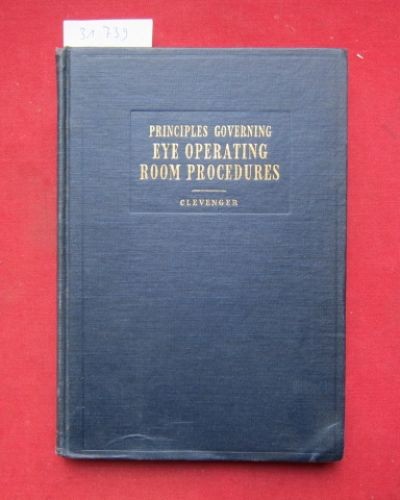 31 739
PRINCIPLES GOVERNING
EYE OPERATING
ROOM PROCEDURES
CLEVENGER